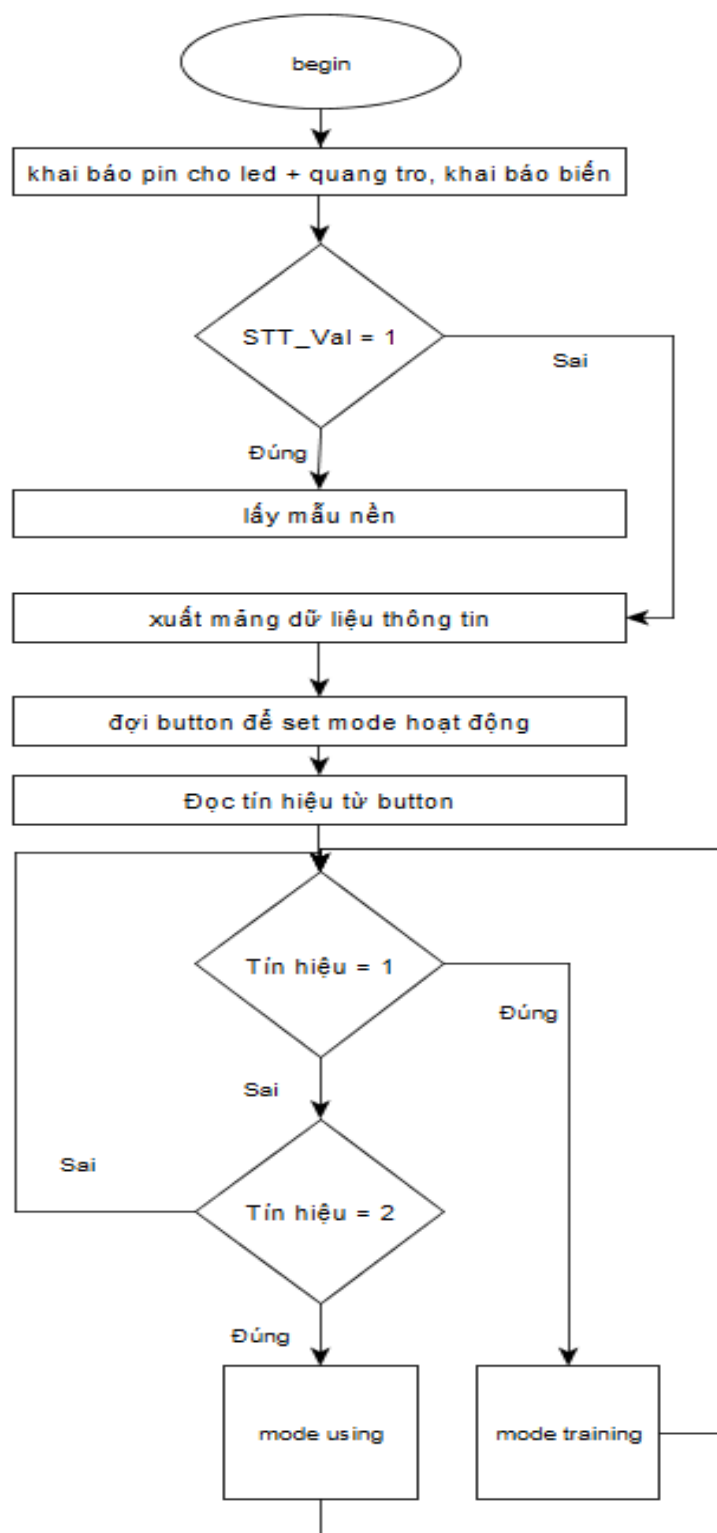 begin
khai báo pin cho led + quang tro, khai báo biến
STT_Val = 1
Sai
Đúng
lấy mẫu nền
xuất mảng dữ liệu thông tin
đợi button để set mode hoạt động
Đọc tín hiệu từ button
Tín hiệu = 1
Đúng
Sai
Sai
Tín hiệu = 2
Đúng
mode using
mode training